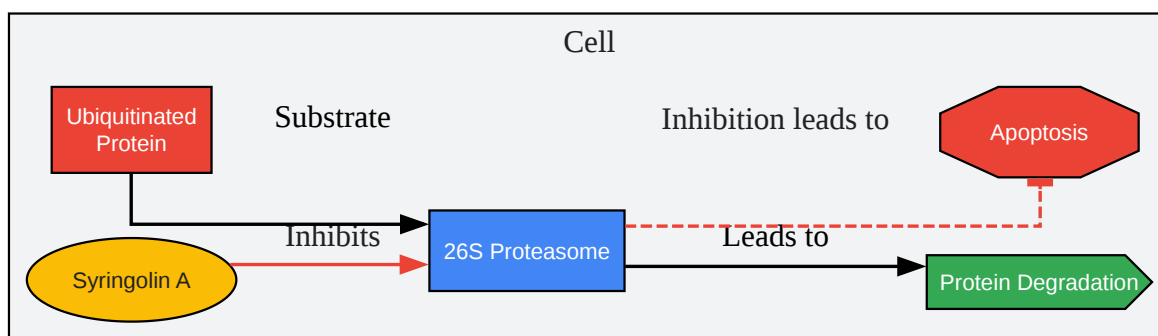 Cell
Ubiquitinated
Protein
Substrate
Inhibition leads to
Apoptosis
Inhibits
Leads to
26S Proteasome
Syringolin A
Protein Degradation